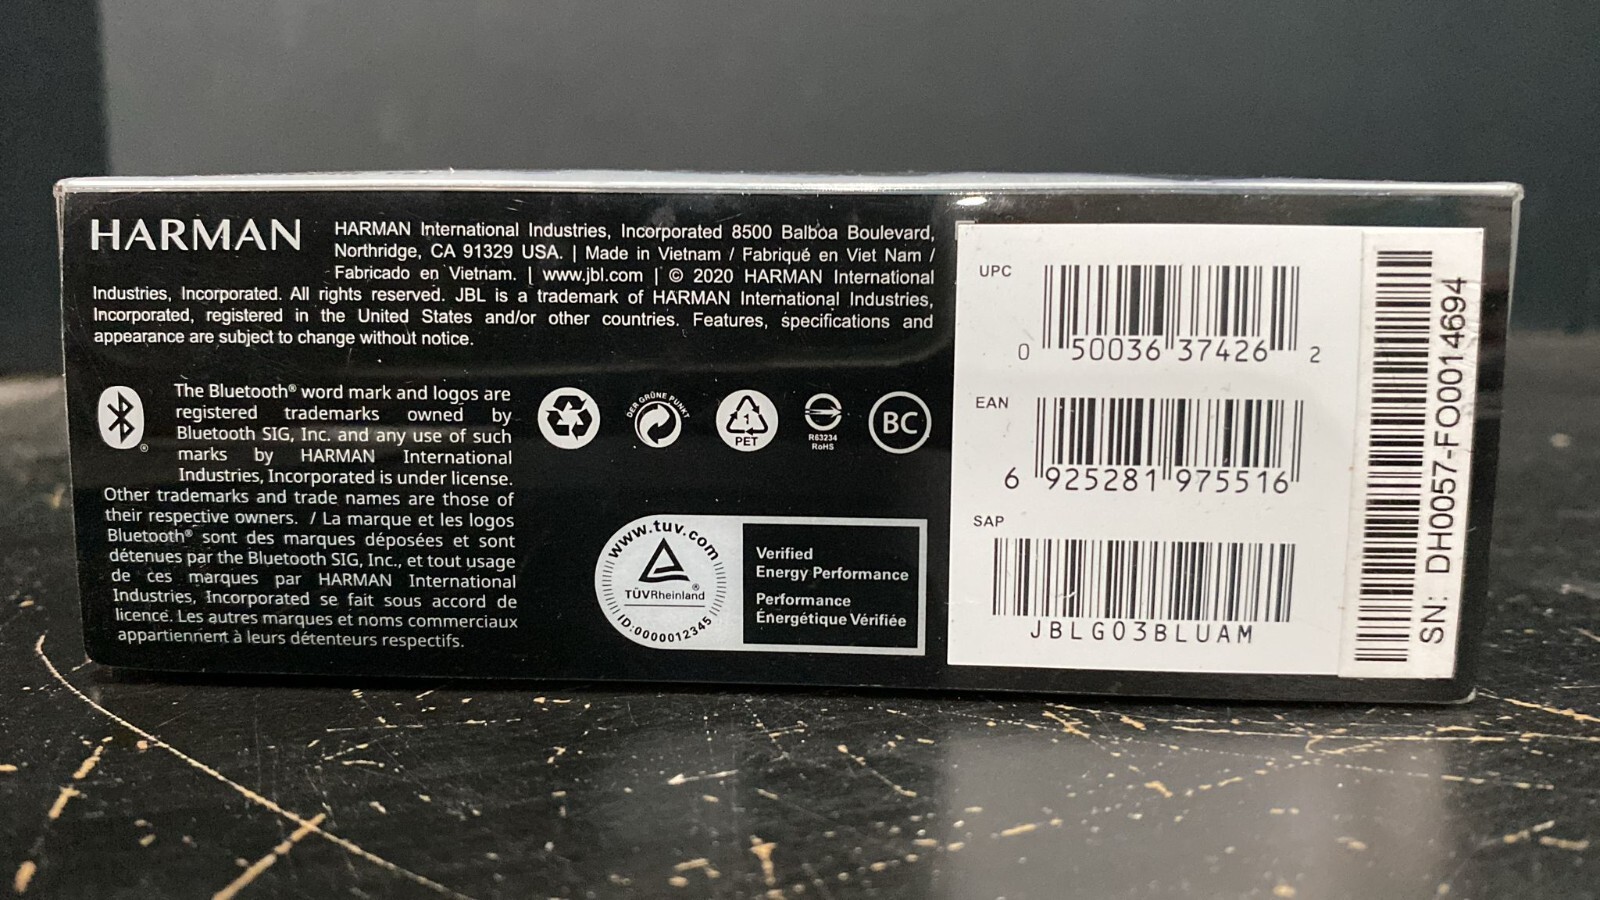 HARMAN
HARMAN International Industries, Incorporated 8500 Balboa Boulevard,
Northridge, CA 91329 USA. | Made in Vietnam / Fabriqué en Viet Nam /
Fabricado en Vietnam. | www.jbl.com | © 2020 HARMAN International
Industries, Incorporated. All rights reserved. JBL is a trademark of HARMAN International Industries,
Incorporated, registered in the United States and/or other countries. Features, specifications and
appearance are subject to change without notice.
The Bluetooth® word mark and logos are
registered trademarks owned by
Bluetooth SIG, Inc. and any use of such
marks by HARMAN International
Industries, Incorporated is under license.
Other trademarks and trade names are those of
their respective owners. / La marque et les logos
Bluetooth® sont des marques déposées et sont
détenues par the Bluetooth SIG, Inc., et tout usage
de ces marques par HARMAN International
Industries, Incorporated se fait sous accord de
licence. Les autres marques et noms commerciaux
appartiennent à leurs détenteurs respectifs.
®
DER GRÜNE PUNKT
1
PET
R63234
RoHS
BC
www.tuv.com
®
TÜVRheinland
ID:0000012345
Verified
Energy Performance
Performance
Énergétique Vérifiée
UPC
0 50036 37426 2
EAN
6 925281 975516
SAP
JBLGO3BLUAM
SN: DH0057-FO0014694